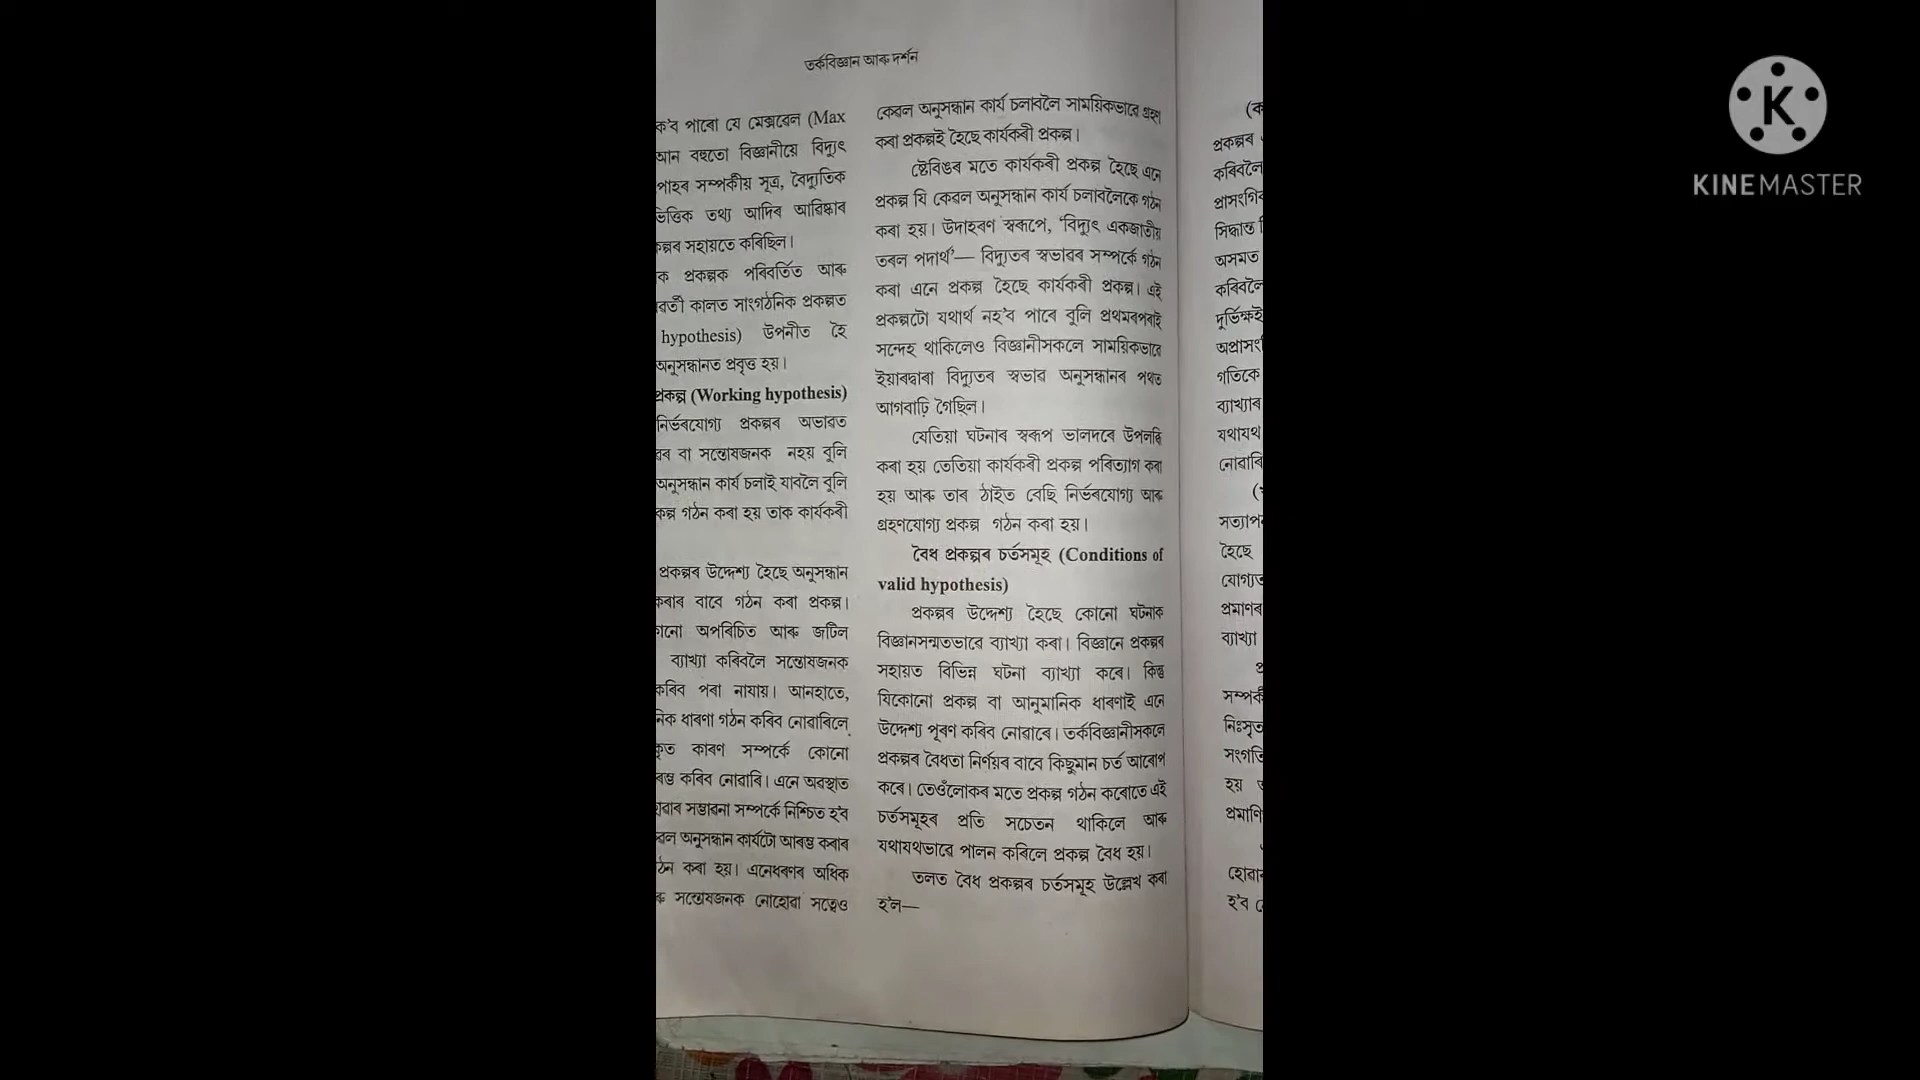 তৰ্কবিজ্ঞান আৰু দৰ্শন
ক'ব পাৰো যে মেক্সৱেল (Max
আন বহুতো বিজ্ঞানীয়ে বিদ্যুৎ
সম্পৰ্কীয় সূত্ৰ, বৈদ্যুতিক
তথ্য আদিৰ আৱিষ্কাৰ
সহায়তে কৰিছিল।
ক প্ৰকল্পক পৰিবৰ্তিত আৰু
কালত সাংগঠনিক প্ৰকল্পত
hypothesis) উপনীত হৈ
অনুসন্ধানত প্ৰবৃত্ত হয়।
প্ৰকল্প (Working hypothesis)
নিৰ্ভৰযোগ্য প্ৰকল্পৰ অভাৱত
বা সন্তোষজনক নহয় বুলি
অনুসন্ধান কাৰ্য চলাই যাবলৈ বুলি
গঠন কৰা হয় তাক কাৰ্যকৰী
প্ৰকল্পৰ উদ্দেশ্য হৈছে অনুসন্ধান
কৰাৰ বাবে গঠন কৰা প্ৰকল্প।
অপৰিচিত আৰু জটিল
ব্যাখ্যা কৰিবলৈ সন্তোষজনক
কৰিব পৰা নাযায়। আনহাতে,
ধাৰণা গঠন কৰিব নোৱাৰিলে
কাৰণ সম্পৰ্কে কোনো
কৰিব নোৱাৰি। এনে অৱস্থাত
সম্ভাৱনা সম্পৰ্কে নিশ্চিত হ'ব
অনুসন্ধান কাৰ্যটো আৰম্ভ কৰাৰ
কৰা হয়। এনেধৰণৰ অধিক
সন্তোষজনক নোহোৱা সত্বেও
কেৱল অনুসন্ধান কাৰ্য চলাবলৈ সাময়িকভাৱে গ্ৰহণ
কৰা প্ৰকল্পই হৈছে কাৰ্যকৰী প্ৰকল্প।
ষ্টেবিঙৰ মতে কাৰ্যকৰী প্ৰকল্প হৈছে এনে
প্ৰকল্প যি কেৱল অনুসন্ধান কাৰ্য চলাবলৈকে গঠন
কৰা হয়। উদাহৰণ স্বৰূপে, 'বিদ্যুৎ একজাতীয়
তৰল পদাৰ্থ'— বিদ্যুতৰ স্বভাৱৰ সম্পৰ্কে গঠন
কৰা এনে প্ৰকল্প হৈছে কাৰ্যকৰী প্ৰকল্প। এই
প্ৰকল্পটো যথাৰ্থ নহ'ব পাৰে বুলি প্ৰথমৰপৰাই
সন্দেহ থাকিলেও বিজ্ঞানীসকলে সাময়িকভাৱে
ইয়াৰদ্বাৰা বিদ্যুতৰ স্বভাৱ অনুসন্ধানৰ পথত
আগবাঢ়ি গৈছিল।
যেতিয়া ঘটনাৰ স্বৰূপ ভালদৰে উপলব্ধি
কৰা হয় তেতিয়া কাৰ্যকৰী প্ৰকল্প পৰিত্যাগ কৰা
হয় আৰু তাৰ ঠাইত বেছি নিৰ্ভৰযোগ্য আৰু
গ্ৰহণযোগ্য প্ৰকল্প গঠন কৰা হয়।
বৈধ প্ৰকল্পৰ চৰ্তসমূহ (Conditions of
valid hypothesis)
প্ৰকল্পৰ উদ্দেশ্য হৈছে কোনো ঘটনাক
বিজ্ঞানসন্মতভাৱে ব্যাখ্যা কৰা। বিজ্ঞানে প্ৰকল্পৰ
সহায়ত বিভিন্ন ঘটনা ব্যাখ্যা কৰে। কিন্তু
যিকোনো প্ৰকল্প বা আনুমানিক ধাৰণাই এনে
উদ্দেশ্য পূৰণ কৰিব নোৱাৰে। তৰ্কবিজ্ঞানীসকলে
প্ৰকল্পৰ বৈধতা নিৰ্ণয়ৰ বাবে কিছুমান চৰ্ত আৰোপ
কৰে। তেওঁলোকৰ মতে প্ৰকল্প গঠন কৰোতে এই
চৰ্তসমূহৰ প্ৰতি সচেতন থাকিলে আৰু
যথাযথভাৱে পালন কৰিলে প্ৰকল্প বৈধ হয়।
তলত বৈধ প্ৰকল্পৰ চৰ্তসমূহ উল্লেখ কৰা
হ'ল—
প্ৰকল্পৰ
কৰিবলৈ
সিদ্ধান্ত
অসমত
কৰিবলৈ
দুৰ্ভিক্ষই
গতিকে
ব্যাখ্যাৰ
যথাযথ
হৈছে
প্ৰমাণৰ
ব্যাখ্যা
হয়
হ'ব
K
KINEMASTER